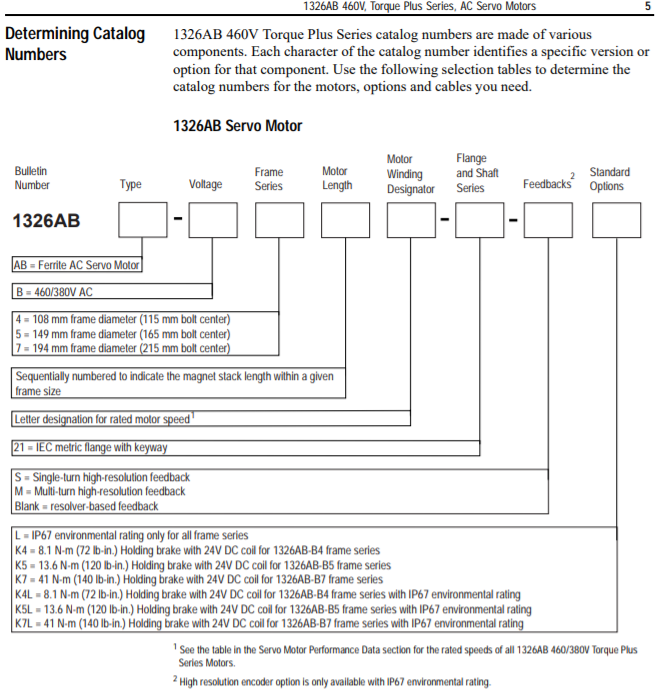 1326AB 460V, Torque Plus Series, AC Servo Motors 5
Determining Catalog
Numbers
1326AB 460V Torque Plus Series catalog numbers are made of various
components. Each character of the catalog number identifies a specific version or
option for that component. Use the following selection tables to determine the
catalog numbers for the motors, options and cables you need.
1326AB Servo Motor
Bulletin
Number
Type
Voltage
Frame
Series
Motor
Length
Motor
Winding
Designator
Flange
and Shaft
Series
Feedbacks 2
Standard
Options
1326AB - - -
AB = Ferrite AC Servo Motor
B = 460/380V AC
4 = 108 mm frame diameter (115 mm bolt center)
5 = 149 mm frame diameter (165 mm bolt center)
7 = 194 mm frame diameter (215 mm bolt center)
Sequentially numbered to indicate the magnet stack length within a given
frame size
Letter designation for rated motor speed 1
21 = IEC metric flange with keyway
S = Single-turn high-resolution feedback
M = Multi-turn high-resolution feedback
Blank = resolver-based feedback
L = IP67 environmental rating only for all frame series
K4 = 8.1 N-m (72 lb-in.) Holding brake with 24V DC coil for 1326AB-B4 frame series
K5 = 13.6 N-m (120 lb-in.) Holding brake with 24V DC coil for 1326AB-B5 frame series
K7 = 41 N-m (140 lb-in.) Holding brake with 24V DC coil for 1326AB-B7 frame series
K4L = 8.1 N-m (72 lb-in.) Holding brake with 24V DC coil for 1326AB-B4 frame series with IP67 environmental rating
K5L = 13.6 N-m (120 lb-in.) Holding brake with 24V DC coil for 1326AB-B5 frame series with IP67 environmental rating
K7L = 41 N-m (140 lb-in.) Holding brake with 24V DC coil for 1326AB-B7 frame series with IP67 environmental rating
1 See the table in the Servo Motor Performance Data section for the rated speeds of all 1326AB 460/380V Torque Plus
Series Motors.
2 High resolution encoder option is only available with IP67 environmental rating.